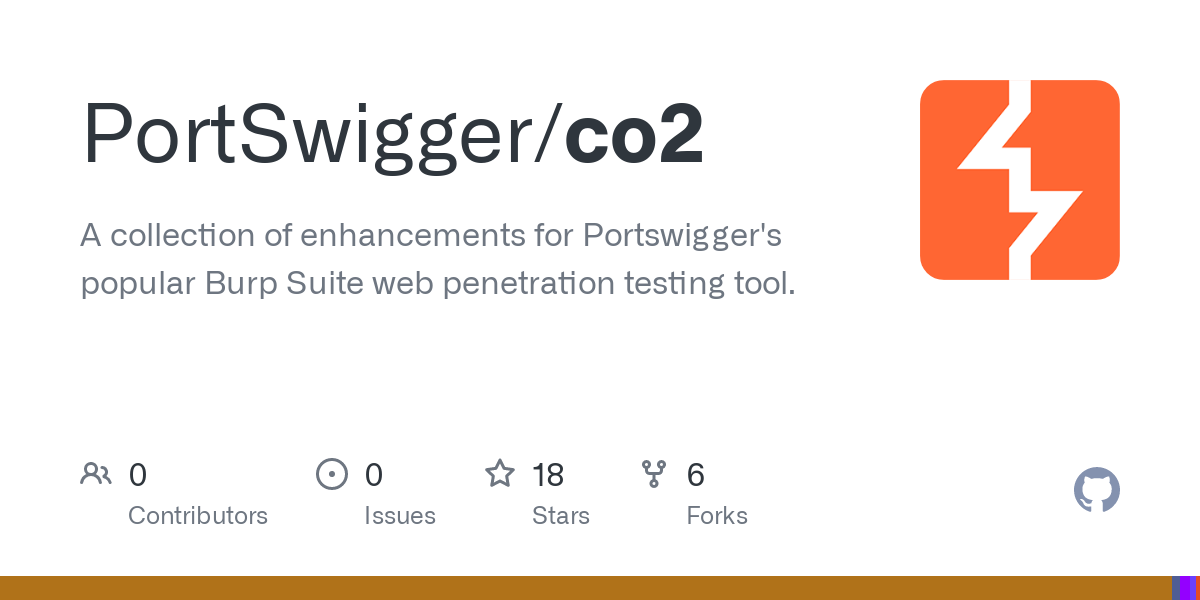 PortSwigger/co2
A collection of enhancements for Portswigger's
popular Burp Suite web penetration testing tool.
0 0 18 6
Contributors Issues Stars Forks